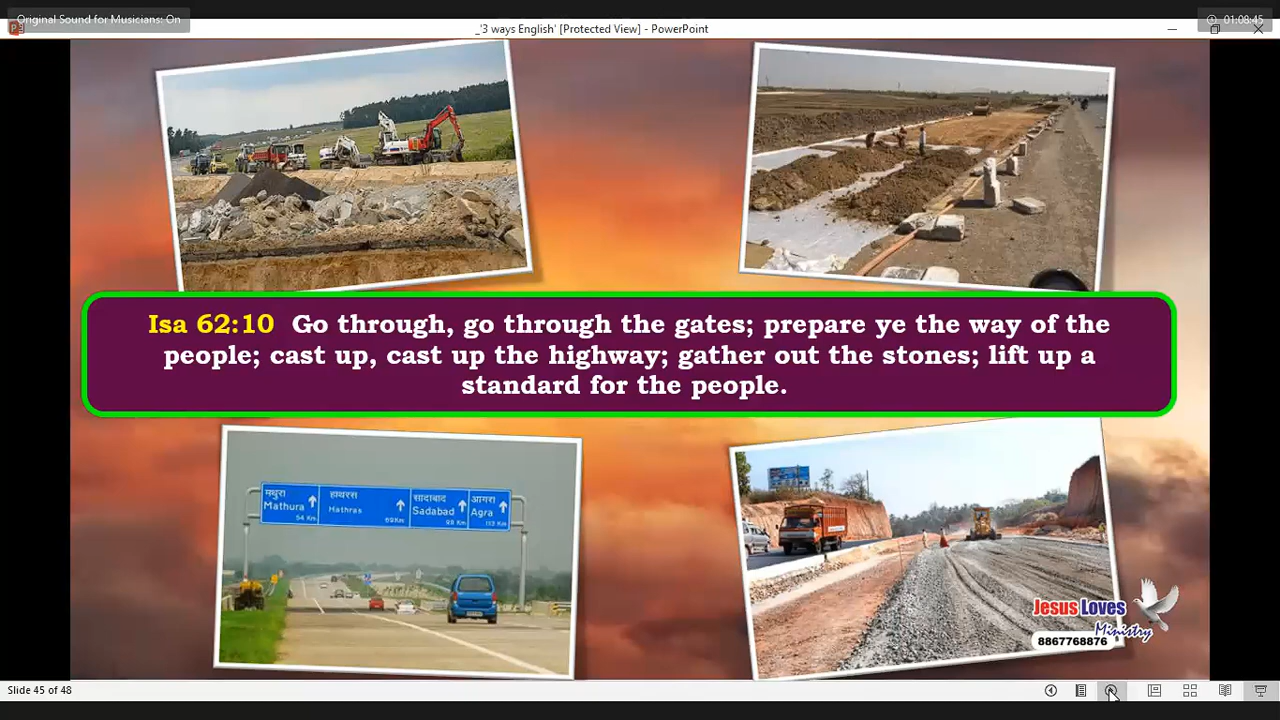 Original Sound for Musicians: On
01:08:45
_'3 ways English' [Protected View] - PowerPoint
Isa 62:10 Go through, go through the gates; prepare ye the way of the
people; cast up, cast up the highway; gather out the stones; lift up a
standard for the people.
मथुरा हाथरस सादाबाद आगरा
Mathura Hathras Sadabad Agra
54 Km 69Km 98 Km 113 Km
Jesus Loves
Ministry
8867768876
Slide 45 of 48